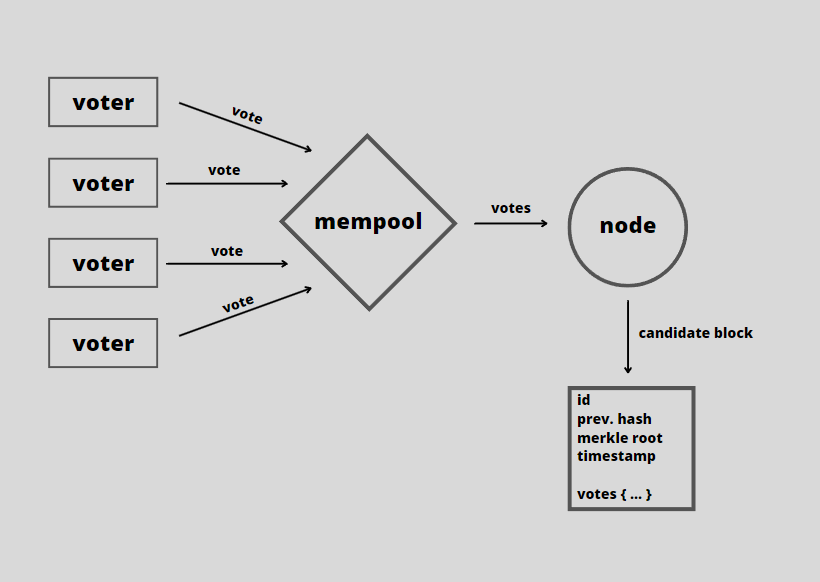 voter
vote
voter
vote
voter
vote
voter
vote
mempool
votes
node
candidate block
id
prev. hash
merkle root
timestamp
votes { ... }